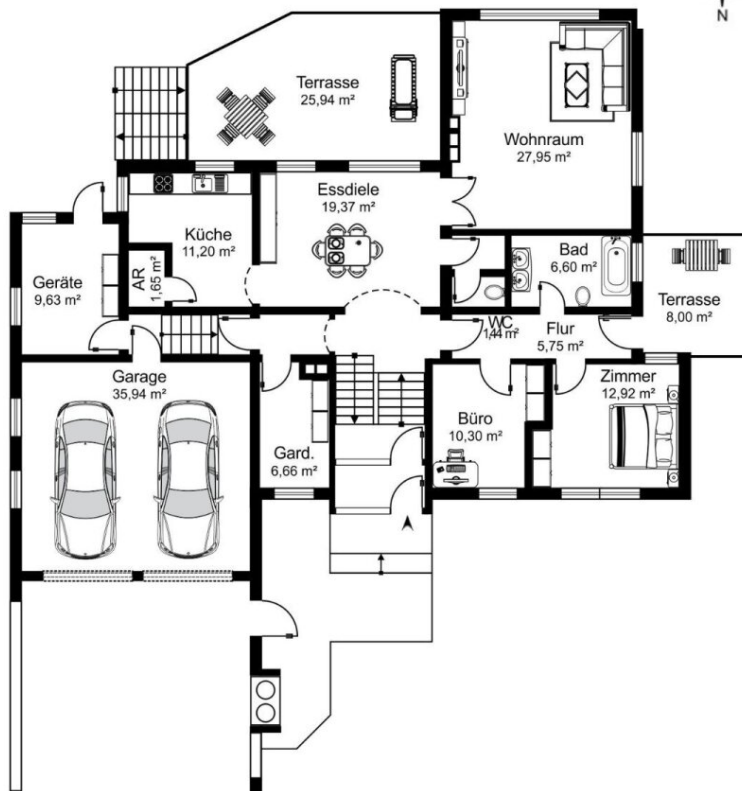 N
Terrasse
25,94 m²
Wohnraum
27,95 m²
Essdiele
19,37 m²
Küche
11,20 m²
AR
1,65 m²
Bad
6,60 m²
Geräte
9,63 m²
Terrasse
8,00 m²
WC
1,44 m²
Flur
5,75 m²
Garage
35,94 m²
Zimmer
12,92 m²
Büro
10,30 m²
Gard.
6,66 m²